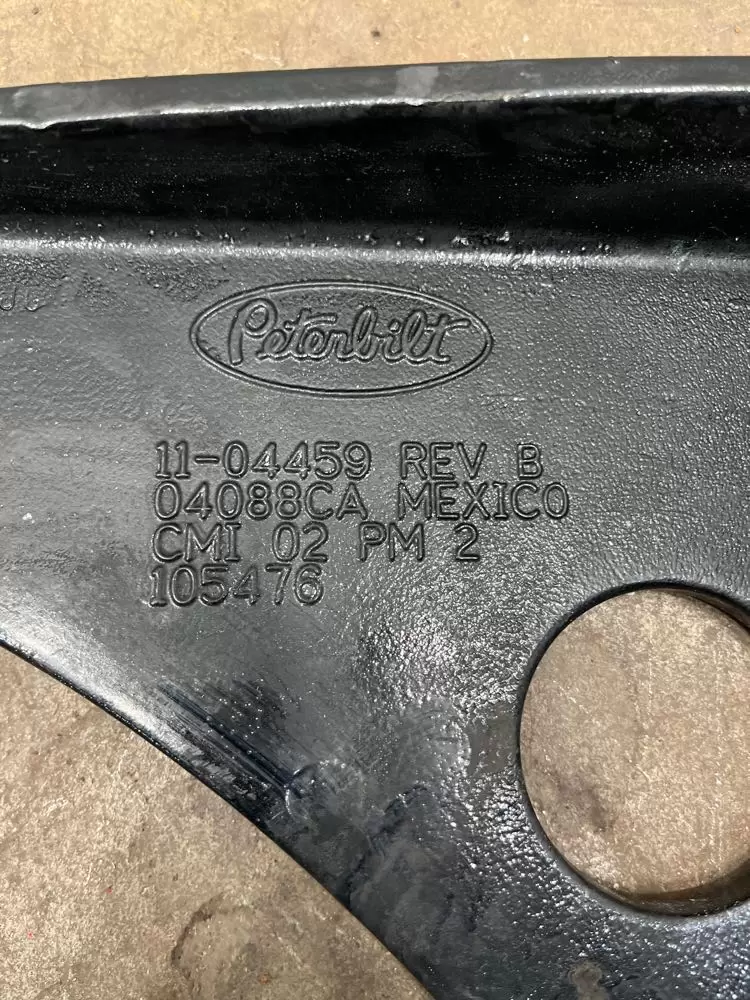 Peterbilt
11-04459 REV B
04088CA MEXICO
CMI 02 PM 2
105476